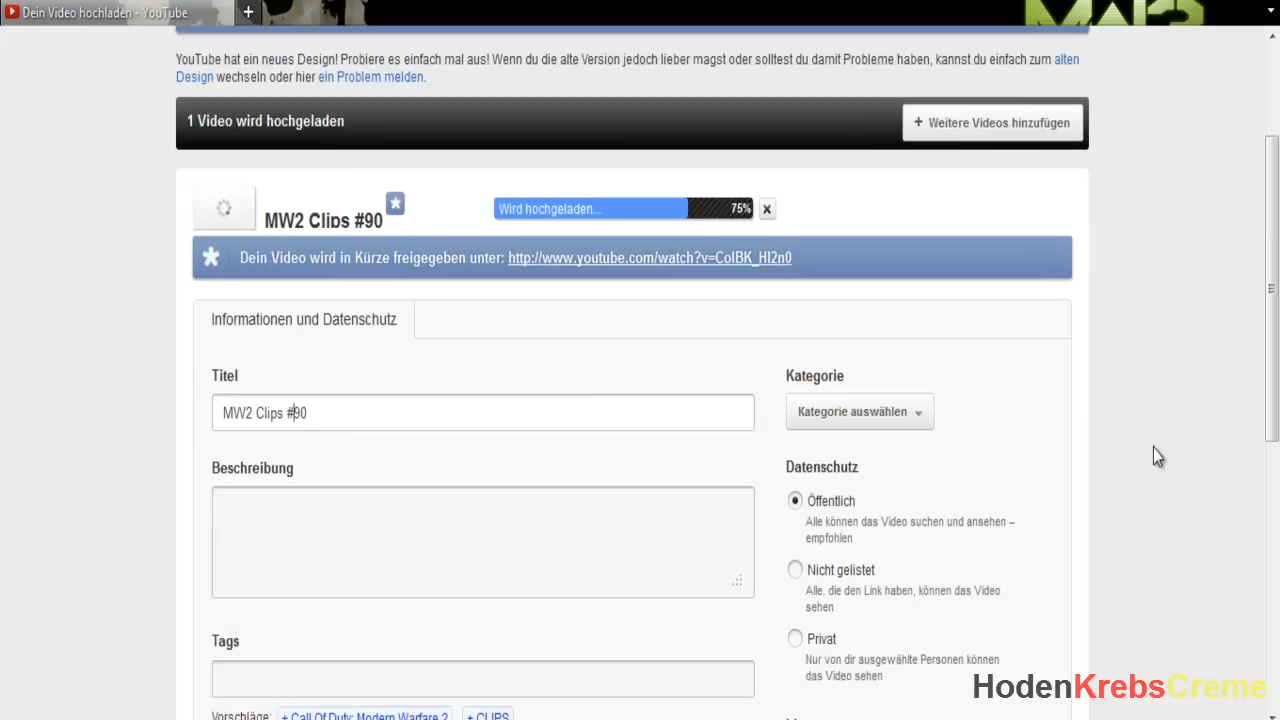 Dein Video hochladen - YouTube
MW3
YouTube hat ein neues Design! Probiere es einfach mal aus! Wenn du die alte Version jedoch lieber magst oder solltest du damit Probleme haben, kannst du einfach zum alten
Design wechseln oder hier ein Problem melden.
1 Video wird hochgeladen
+ Weitere Videos hinzufügen
MW2 Clips #90
Wird hochgeladen... 75%
Dein Video wird in Kürze freigegeben unter: http://www.youtube.com/watch?v=CoIBK_HI2n0
Informationen und Datenschutz
Titel
Kategorie
MW2 Clips #90
Kategorie auswählen
Beschreibung
Datenschutz
Öffentlich
Alle können das Video suchen und ansehen –
empfohlen
Nicht gelistet
Alle, die den Link haben, können das Video
sehen
Tags
Privat
Nur von dir ausgewählte Personen können
das Video sehen
HodenKrebsCreme
Vorschläge: + Call Of Duty: Modern Warfare 2 + CLIPS